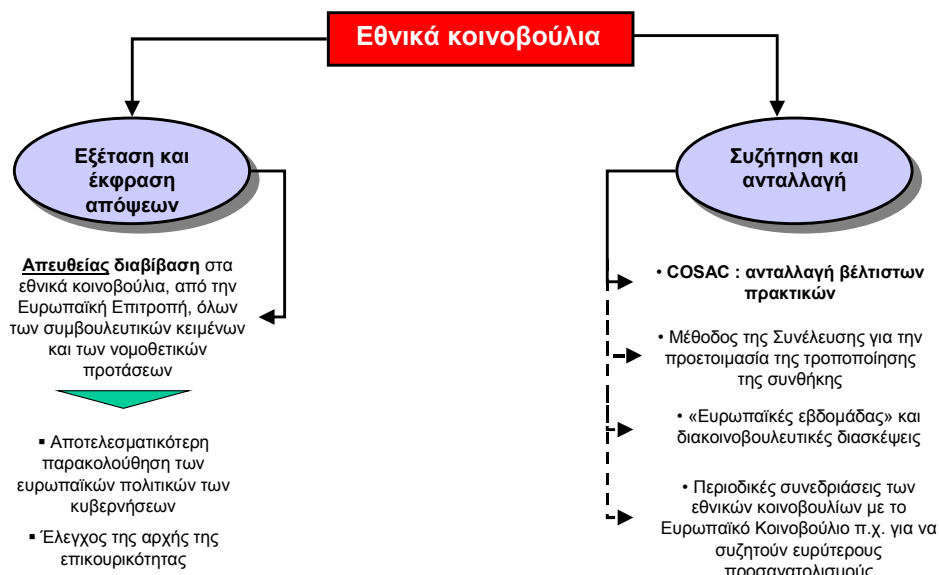 Εθνικά κοινοβούλια
Εξέταση και
έκφραση
απόψεων
Απευθείας διαβίβαση στα
εθνικά κοινοβούλια, από την
Ευρωπαϊκή Επιτροπή, όλων
των συμβουλευτικών κειμένων
και των νομοθετικών
προτάσεων
▪ Αποτελεσματικότερη
παρακολούθηση των
ευρωπαϊκών πολιτικών των
κυβερνήσεων
▪ Έλεγχος της αρχής της
επικουρικότητας
Συζήτηση και
ανταλλαγή
• COSAC : ανταλλαγή βέλτιστων
πρακτικών
• Μέθοδος της Συνέλευσης για την
προετοιμασία της τροποποίησης
της συνθήκης
• «Ευρωπαϊκές εβδομάδας» και
διακοινοβουλευτικές διασκέψεις
• Περιοδικές συνεδριάσεις των
εθνικών κοινοβουλίων με το
Ευρωπαϊκό Κοινοβούλιο π.χ. για να
συζητούν ευρύτερους
προσανατολισμούς